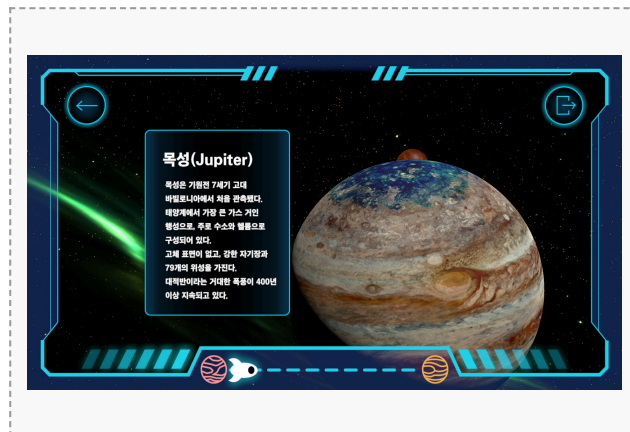 목성(Jupiter)
목성은 기원전 7세기 고대
바빌로니아에서 처음 관측됐다.
태양계에서 가장 큰 가스 거인
행성으로, 주로 수소와 헬륨으로
구성되어 있다.
고체 표면이 없고, 강한 자기장과
79개의 위성을 가진다.
대적반이라는 거대한 폭풍이 400년
이상 지속되고 있다.